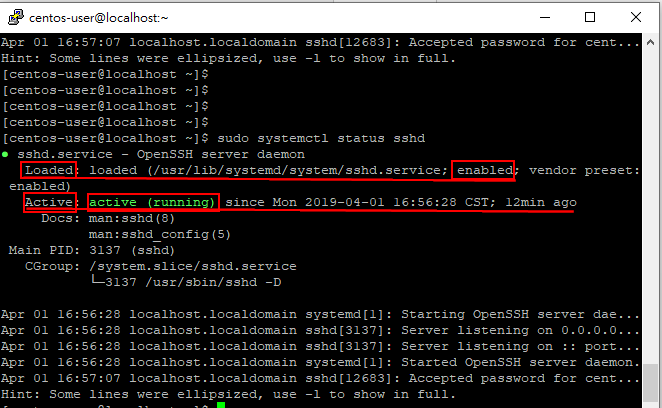 centos-user@localhost:~
Apr 01 16:57:07 localhost.localdomain sshd[12683]: Accepted password for cent...
Hint: Some lines were ellipsized, use -l to show in full.
[centos-user@localhost ~]$
[centos-user@localhost ~]$
[centos-user@localhost ~]$
[centos-user@localhost ~]$
[centos-user@localhost ~]$ sudo systemctl status sshd
● sshd.service - OpenSSH server daemon
Loaded: loaded (/usr/lib/systemd/system/sshd.service; enabled; vendor preset:
enabled)
Active: active (running) since Mon 2019-04-01 16:56:28 CST; 12min ago
Docs: man:sshd(8)
man:sshd_config(5)
Main PID: 3137 (sshd)
CGroup: /system.slice/sshd.service
└─3137 /usr/sbin/sshd -D
Apr 01 16:56:28 localhost.localdomain systemd[1]: Starting OpenSSH server dae...
Apr 01 16:56:28 localhost.localdomain sshd[3137]: Server listening on 0.0.0.0...
Apr 01 16:56:28 localhost.localdomain sshd[3137]: Server listening on :: port...
Apr 01 16:56:28 localhost.localdomain systemd[1]: Started OpenSSH server daemon.
Apr 01 16:57:07 localhost.localdomain sshd[12683]: Accepted password for cent...
Hint: Some lines were ellipsized, use -l to show in full.
[centos-user@localhost ~]$